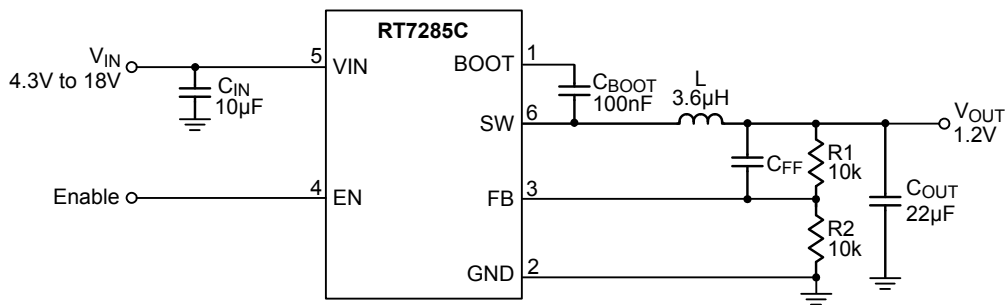 RT7285C
VIN
4.3V to 18V
CIN
10µF
5
VIN
Enable
4
EN
BOOT
1
CBOOT
100nF
SW
6
L
3.6µH
FB
3
CFF
R1
10k
R2
10k
GND
2
COUT
22µF
VOUT
1.2V